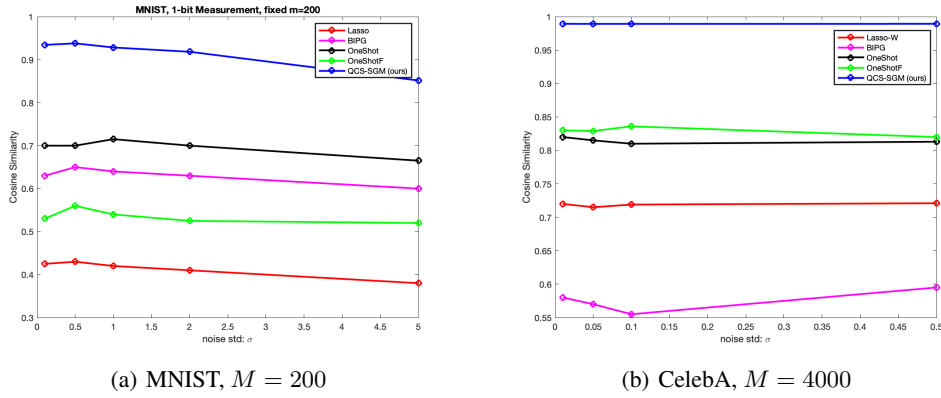 MNIST, 1-bit Measurement, fixed m=200
1
0.9
0.8
0.7
0.6
0.5
0.4
0.3
Cosine Similarity
Lasso
BIPG
OneShot
OneShotF
QCS-SGM (ours)
0 0.5 1 1.5 2 2.5 3 3.5 4 4.5 5
noise std: σ
(a) MNIST, M = 200
0.95
0.9
0.85
0.8
0.75
0.7
0.65
0.6
0.55
Cosine Similarity
Lasso-W
BIPG
OneShot
OneShotF
QCS-SGM (ours)
0 0.05 0.1 0.15 0.2 0.25 0.3 0.35 0.4 0.45 0.5
noise std: σ
(b) CelebA, M = 4000